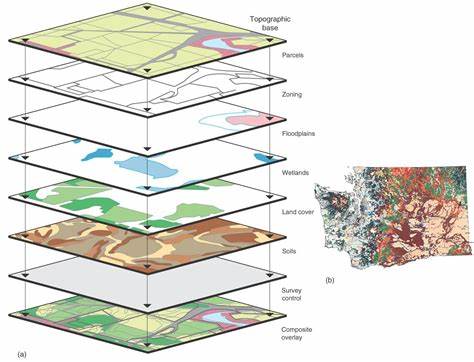 Topographic
base
Parcels
Zoning
Floodplains
Wetlands
Land cover
Soils
Survey
control
Composite
overlay
(a)
(b)